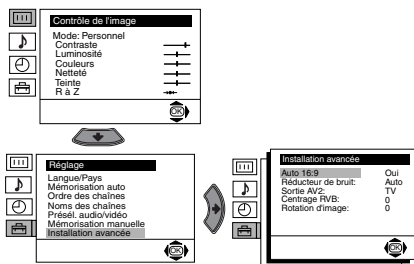 Contrôle de l'image
Mode: Personnel
Contraste
Luminosité
Couleurs
Netteté
Teinte
R à Z
OK
Réglage
Langue/Pays
Mémorisation auto
Ordre des chaînes
Noms des chaînes
Présél. audio/vidéo
Mémorisation manuelle
Installation avancée
OK
Installation avancée
Auto 16:9 Oui
Réducteur de bruit: Auto
Sortie AV2: TV
Centrage RVB: 0
Rotation d'image: 0
OK